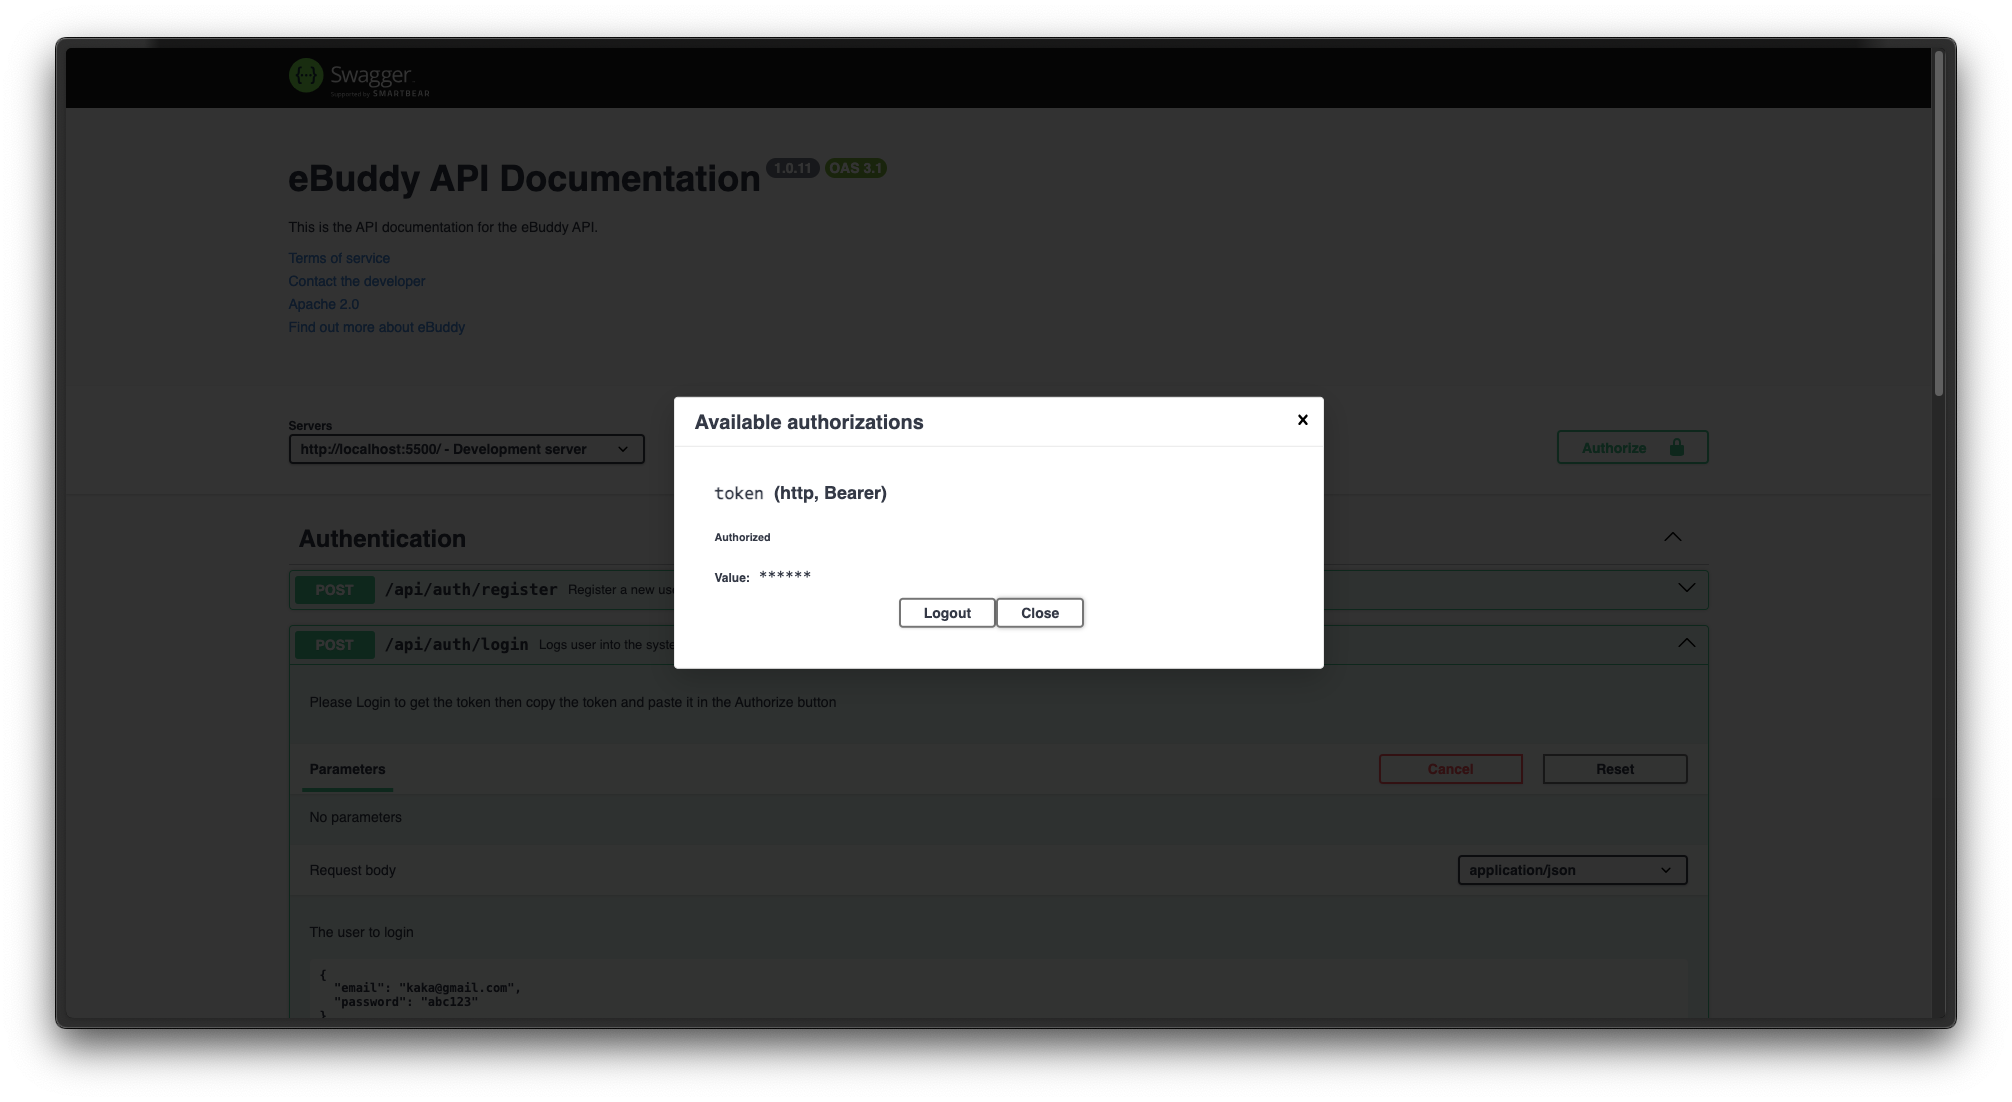 Swagger
Supported by SMARTBEAR
eBuddy API Documentation 1.0.11 OAS 3.1
This is the API documentation for the eBuddy API.
Terms of service
Contact the developer
Apache 2.0
Find out more about eBuddy
Servers
http://localhost:5500/ - Development server
Authorize
Available authorizations
×
token (http, Bearer)
Authorized
Value: ******
Logout Close
Authentication
POST /api/auth/register Register a new
POST /api/auth/login Logs user into the
Please Login to get the token then copy the token and paste it in the Authorize button
Parameters
Cancel Reset
No parameters
Request body
application/json
The user to login
{
"email": "kaka@gmail.com",
"password": "abc123"
}